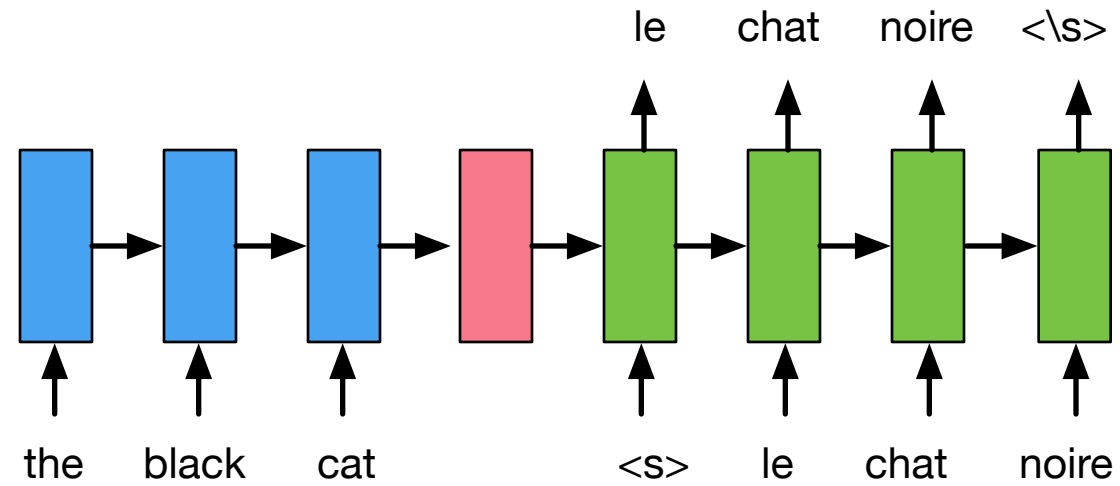 le chat noire <\s>
the black cat <s> le chat noire